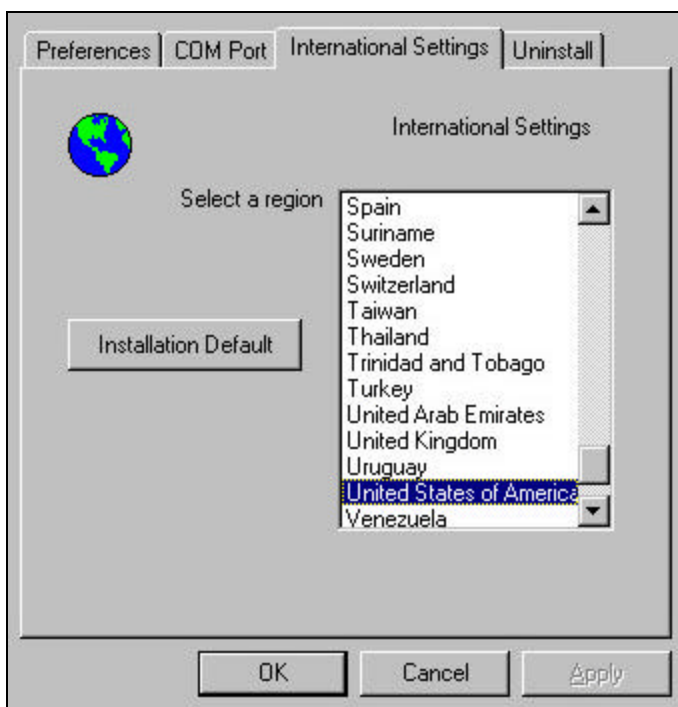 Preferences COM Port International Settings Uninstall
International Settings
Select a region
Spain
Suriname
Sweden
Switzerland
Taiwan
Thailand
Trinidad and Tobago
Turkey
United Arab Emirates
United Kingdom
Uruguay
United States of America
Venezuela
Installation Default
OK Cancel Apply